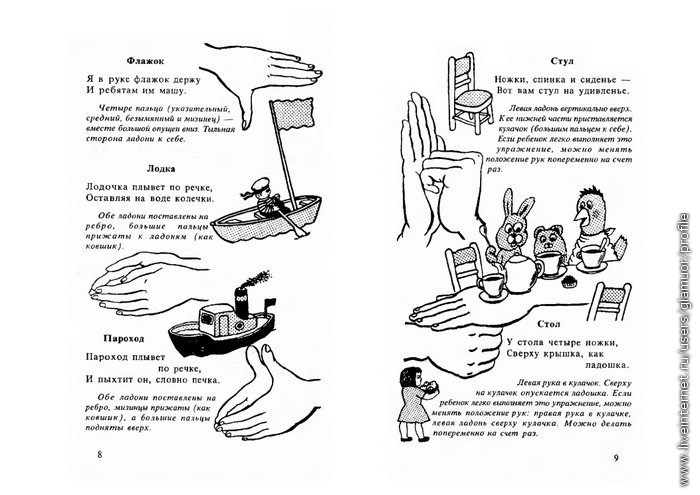 Флажок
Я в руке флажок держу
И ребятам им машу.
Четыре пальца (указательный,
средний, безымянный и мизинец) —
вместе большой опущен вниз. Тыльная
сторона ладони к себе.
Лодка
Лодочка плывет по речке,
Оставляя на воде колечки.
Обе ладони поставлены на
ребро, большие пальцы
прижаты к ладоням (как
ковшик).
Пароход
Пароход плывет
по речке,
И пыхтит он, словно печка.
Обе ладони поставлены на
ребро, мизинцы прижаты (как
ковшик), а большие пальцы
подняты вверх.
8
Стул
Ножки, спинка и сиденье —
Вот вам стул на удивленье.
Левая ладонь вертикально вверх.
К ее нижней части приставляется
кулачок (большим пальцем к себе).
Если ребенок легко выполняет это
упражнение, можно менять
положение рук попеременно на счет
раз.
Стол
У стола четыре ножки,
Сверху крышка, как
ладошка.
Левая рука в кулачок. Сверху
на кулачок опускается ладошка. Если
ребенок легко выполняет это упражнение, можно
менять положение рук: правая рука в кулачке,
левая ладонь сверху кулачка. Можно делать
попеременно на счет раз.
9
www.liveinternet.ru/users/glamuor/profile